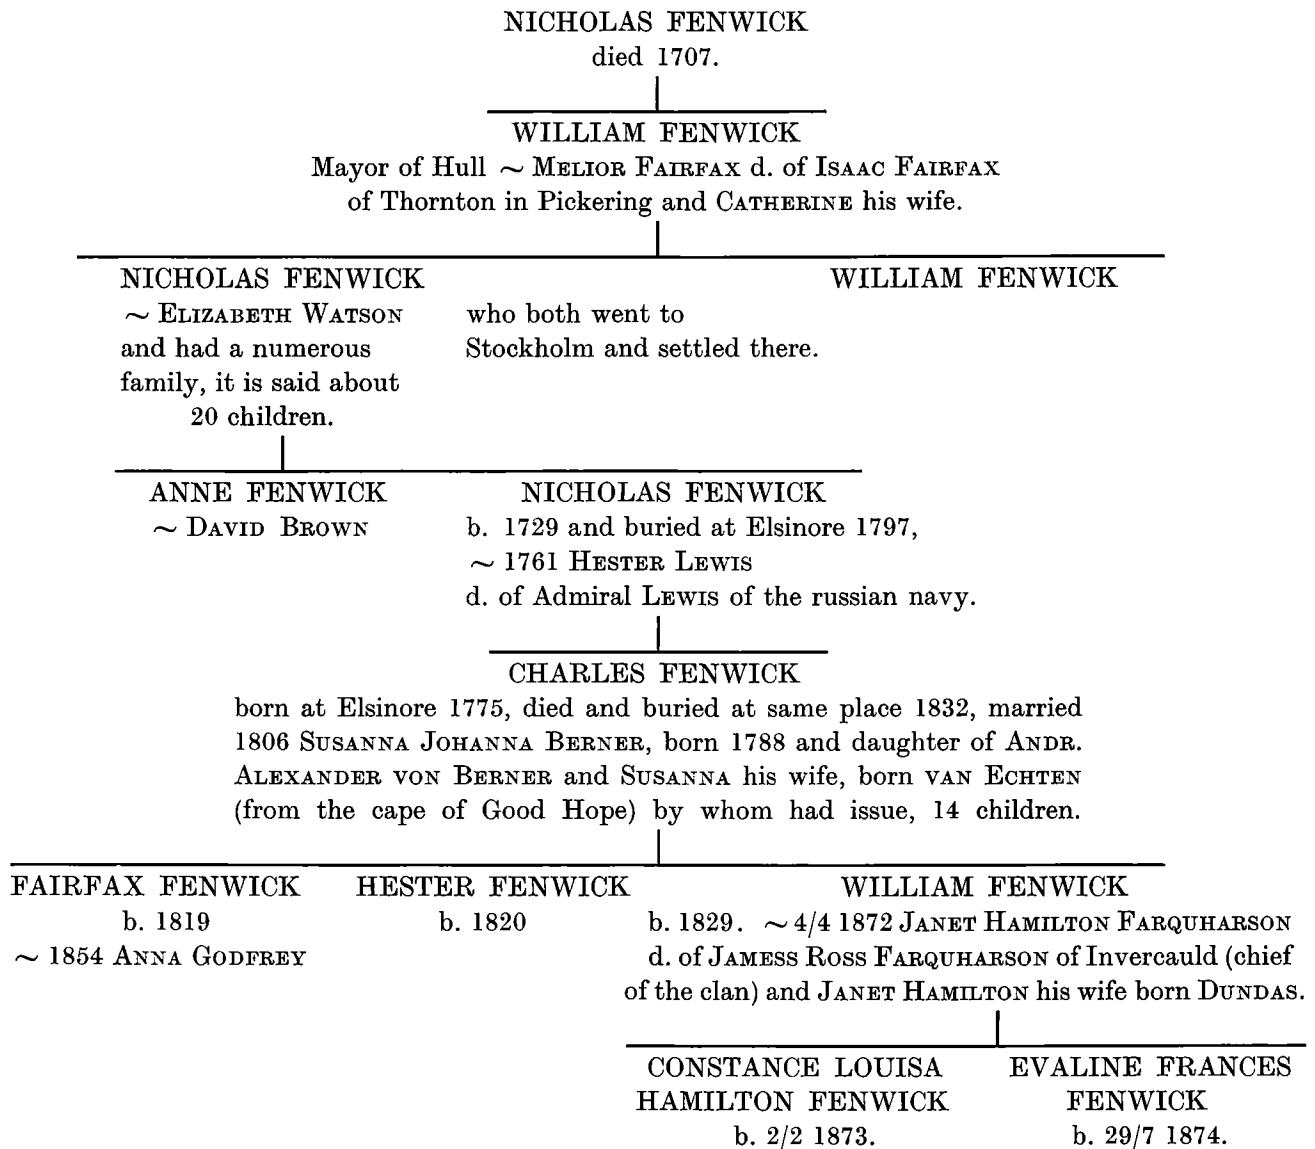 NICHOLAS FENWICK
died 1707.
WILLIAM FENWICK
Mayor of Hull ~ MELIOR FAIRFAX d. of ISAAC FAIRFAX
of Thornton in Pickering and CATHERINE his wife.
NICHOLAS FENWICK
~ ELIZABETH WATSON
and had a numerous
family, it is said about
20 children.
who both went to
Stockholm and settled there.
WILLIAM FENWICK
ANNE FENWICK
~ DAVID BROWN
NICHOLAS FENWICK
b. 1729 and buried at Elsinore 1797,
~ 1761 HESTER LEWIS
d. of Admiral LEWIS of the russian navy.
CHARLES FENWICK
born at Elsinore 1775, died and buried at same place 1832, married
1806 SUSANNA JOHANNA BERNER, born 1788 and daughter of ANDR.
ALEXANDER VON BERNER and SUSANNA his wife, born VAN ECHTEN
(from the cape of Good Hope) by whom had issue, 14 children.
FAIRFAX FENWICK
b. 1819
~ 1854 ANNA GODFREY
HESTER FENWICK
b. 1820
WILLIAM FENWICK
b. 1829. ~ 4/4 1872 JANET HAMILTON FARQUHARSON
d. of JAMESS ROSS FARQUHARSON of Invercauld (chief
of the clan) and JANET HAMILTON his wife born DUNDAS.
CONSTANCE LOUISA
HAMILTON FENWICK
b. 2/2 1873.
EVALINE FRANCES
FENWICK
b. 29/7 1874.